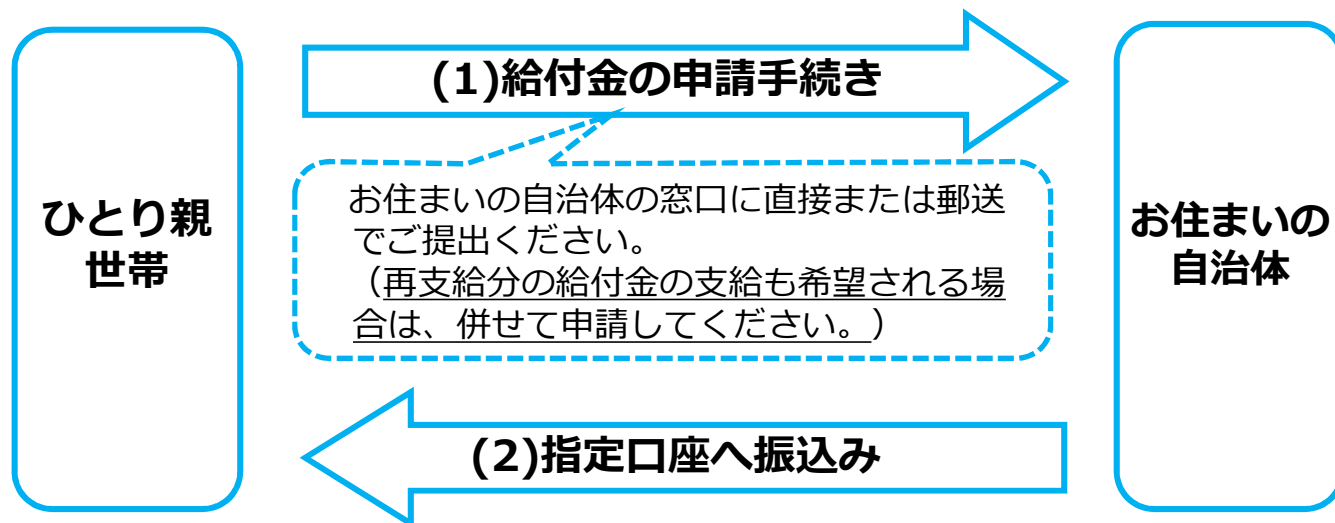 ひとり親
世帯
(1)給付金の申請手続き
お住まいの自治体の窓口に直接または郵送
でご提出ください。
（再支給分の給付金の支給も希望される場
合は、併せて申請してください。）
(2)指定口座へ振込み
お住まいの
自治体